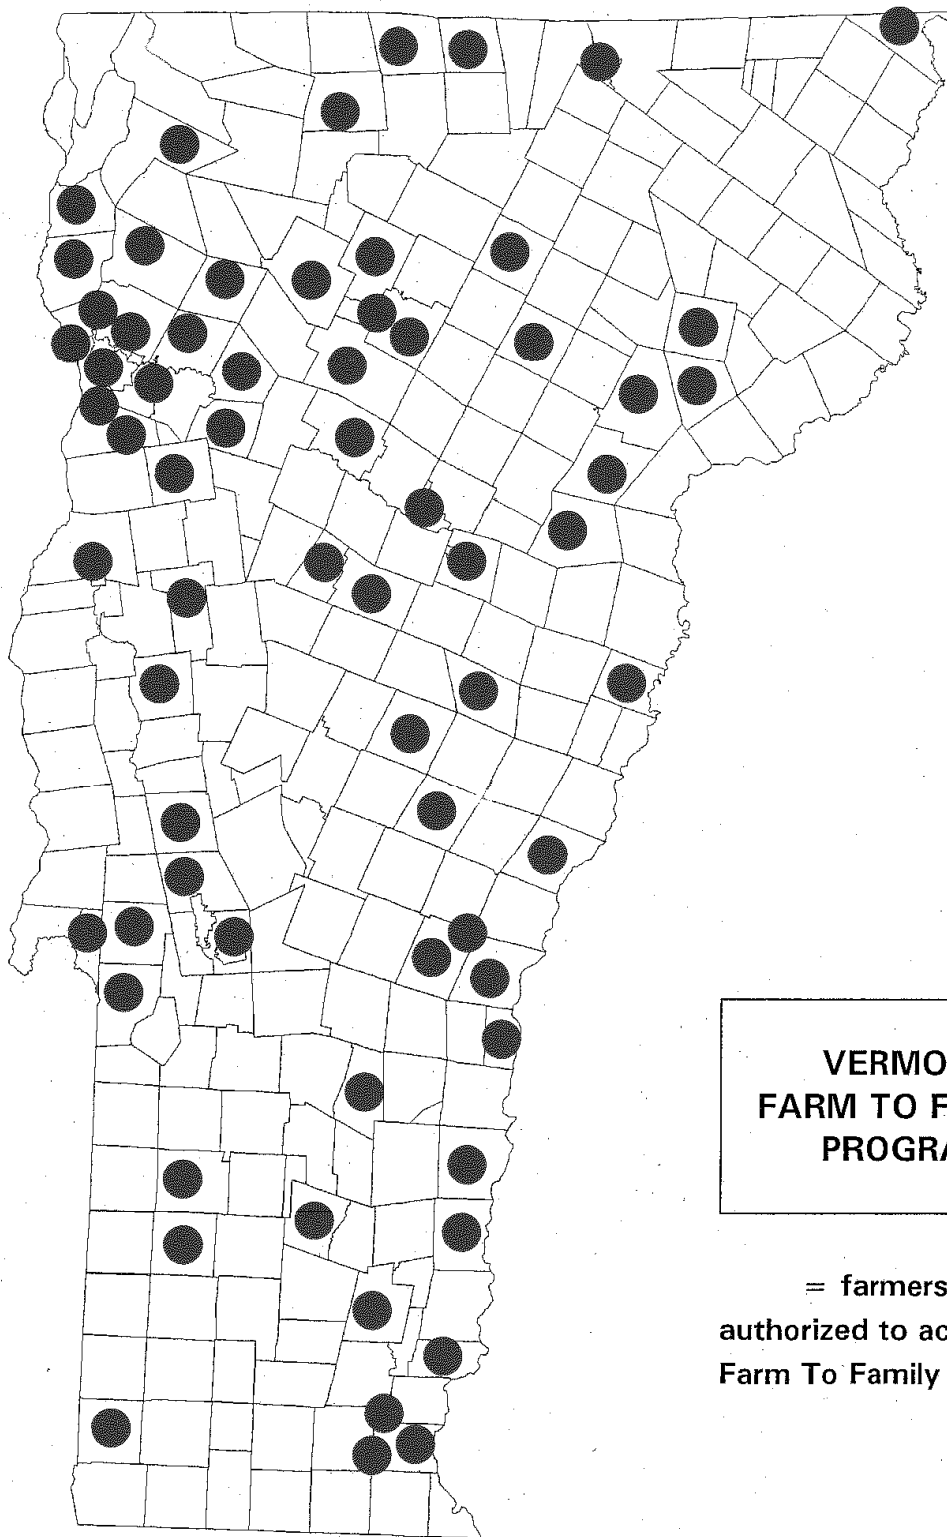 VERMO
FARM TO F
PROGRA
= farmers
authorized to ac
Farm To Family